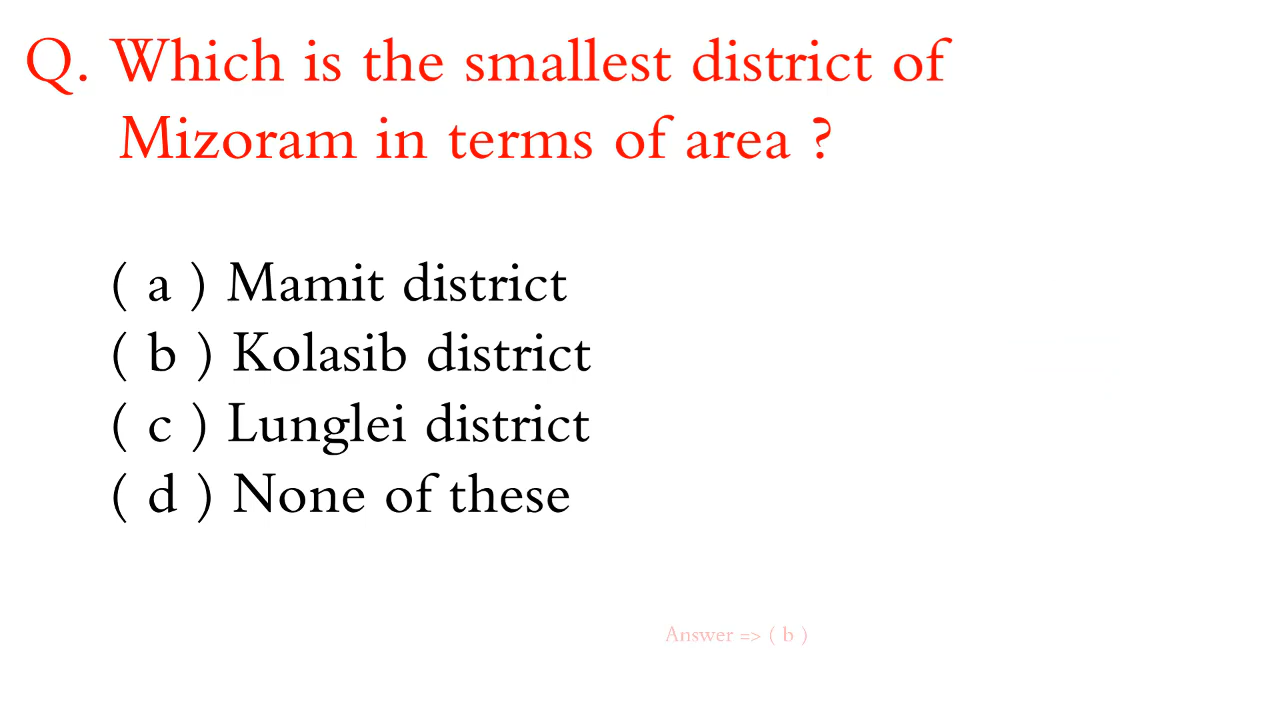 Q. Which is the smallest district of
Mizoram in terms of area ?
( a ) Mamit district
( b ) Kolasib district
( c ) Lunglei district
( d ) None of these
Answer => ( b )